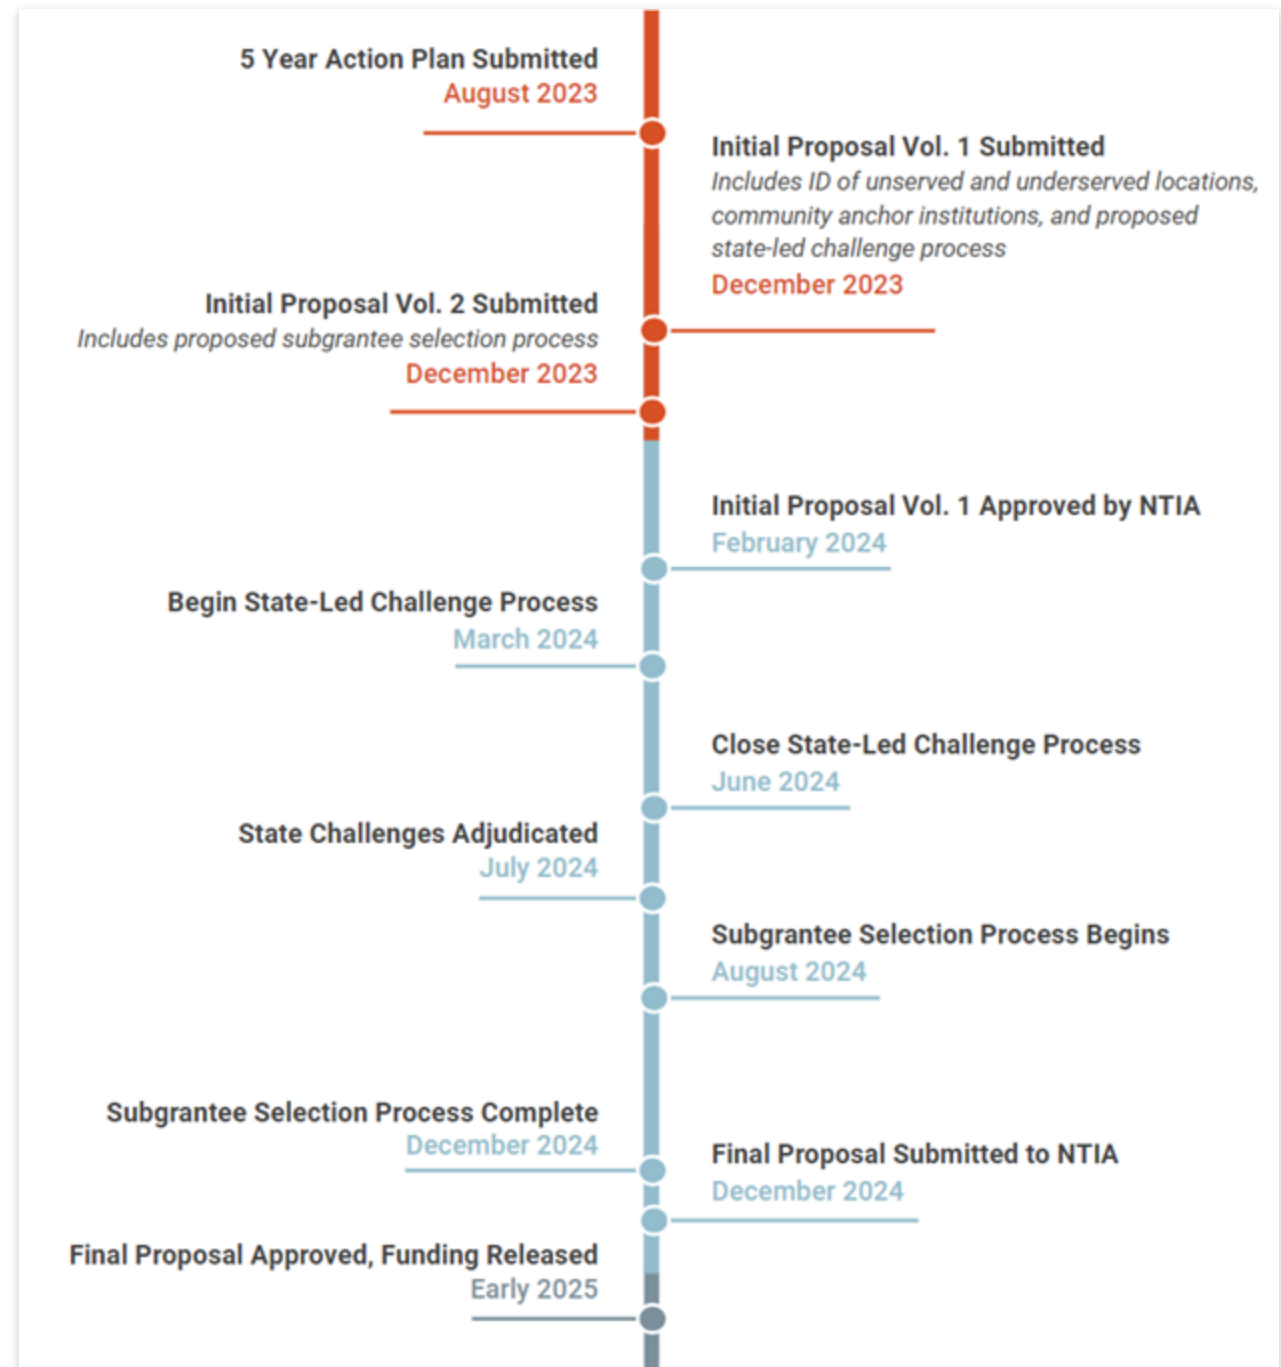 5 Year Action Plan Submitted
August 2023
Initial Proposal Vol. 1 Submitted
Includes ID of unserved and underserved locations,
community anchor institutions, and proposed
state-led challenge process
December 2023
Initial Proposal Vol. 2 Submitted
Includes proposed subgrantee selection process
December 2023
Initial Proposal Vol. 1 Approved by NTIA
February 2024
Begin State-Led Challenge Process
March 2024
Close State-Led Challenge Process
June 2024
State Challenges Adjudicated
July 2024
Subgrantee Selection Process Begins
August 2024
Subgrantee Selection Process Complete
December 2024
Final Proposal Submitted to NTIA
December 2024
Final Proposal Approved, Funding Released
Early 2025